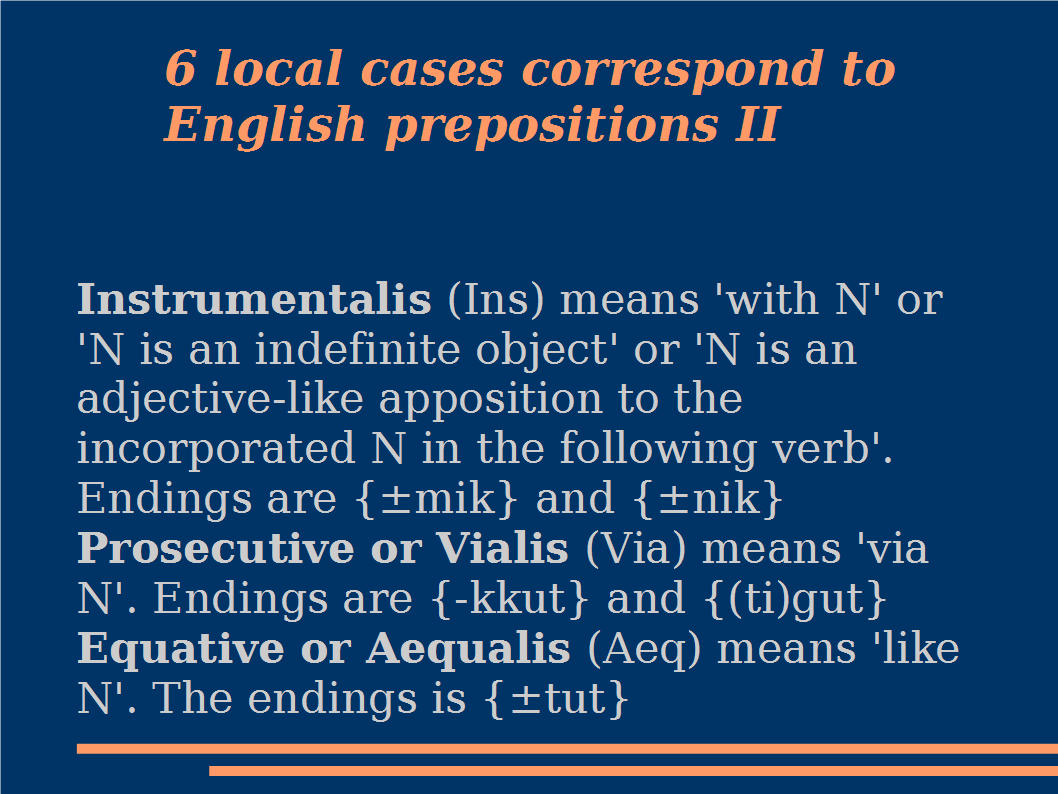 6 local cases correspond to
English prepositions II
Instrumentalis (Ins) means 'with N' or
'N is an indefinite object' or 'N is an
adjective-like apposition to the
incorporated N in the following verb'.
Endings are {±mik} and {±nik}
Prosecutive or Vialis (Via) means 'via
N'. Endings are {-kkut} and {(ti)gut}
Equative or Aequalis (Aeq) means 'like
N'. The endings is {±tut}